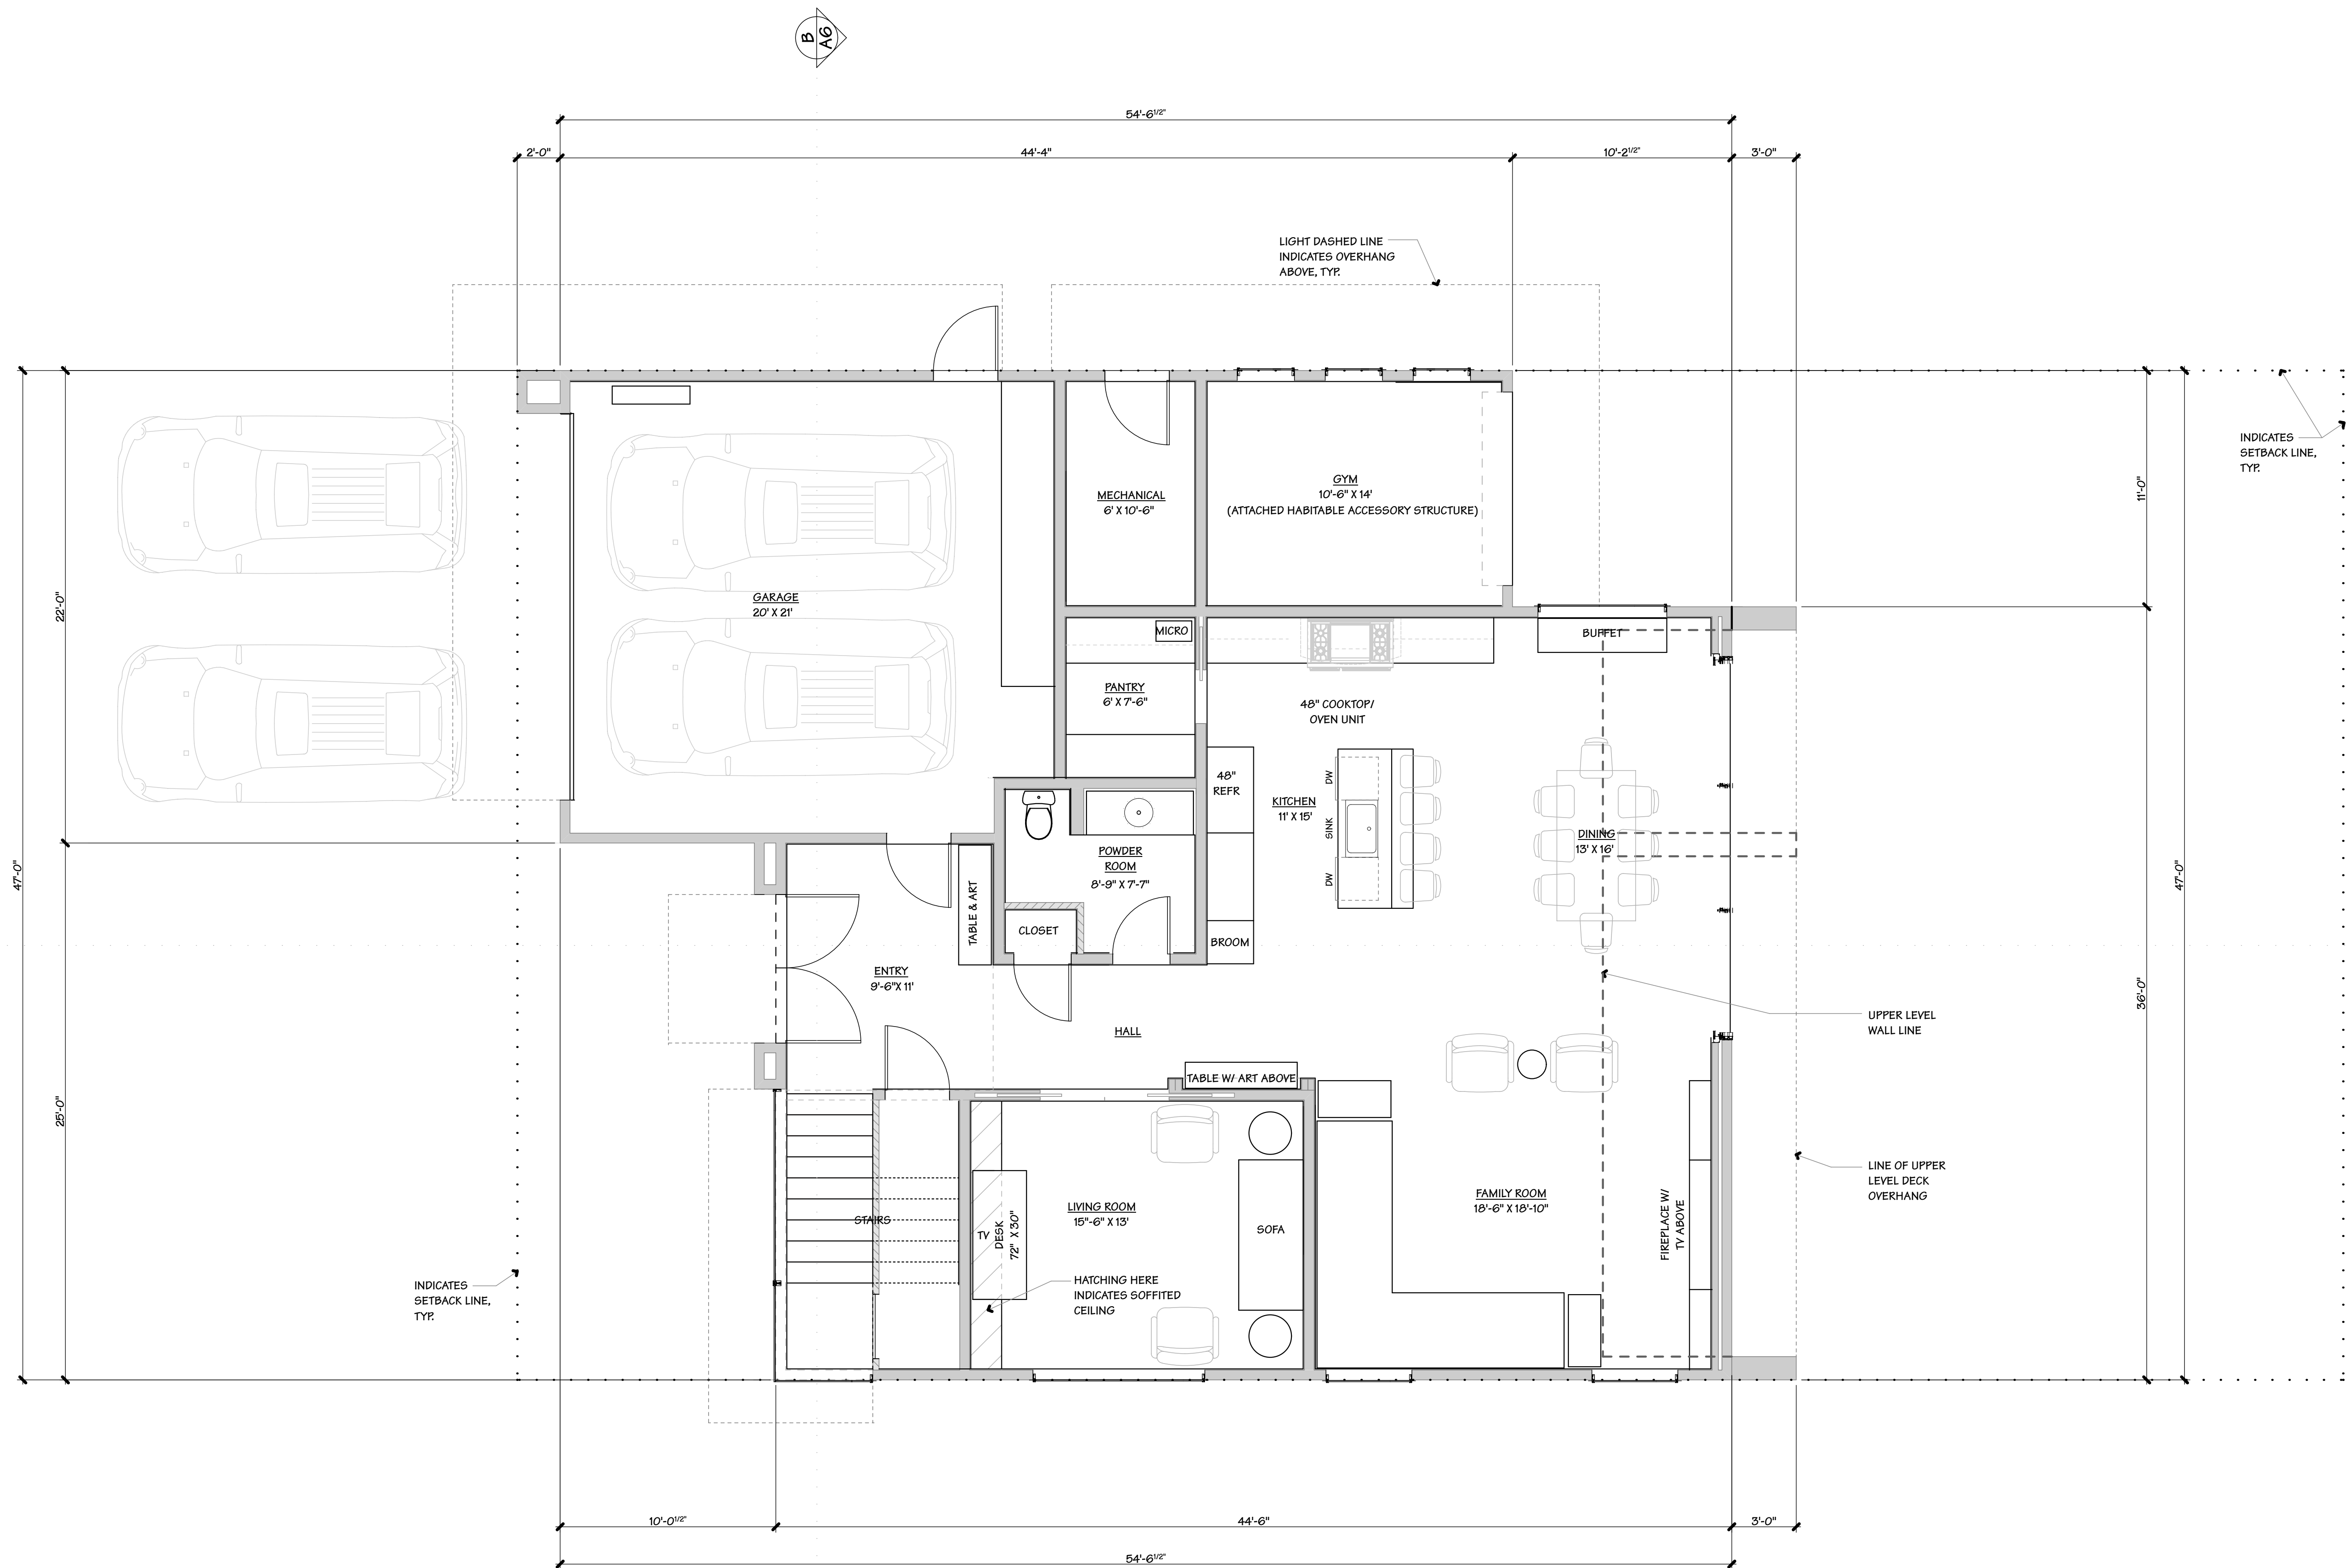 B
A6
54'-6 1/2"
2'-0"
44'-4"
10'-2 1/2"
3'-0"
LIGHT DASHED LINE
INDICATES OVERHANG
ABOVE, TYP.
INDICATES
SETBACK LINE,
TYP.
47'-0"
22'-0"
25'-0"
11'-0"
36'-0"
47'-0"
GARAGE
20' X 21'
MECHANICAL
6' X 10'-6"
GYM
10'-6" X 14'
(ATTACHED HABITABLE ACCESSORY STRUCTURE)
MICRO
BUFFET
PANTRY
6' X 7'-6"
48" COOKTOP/
OVEN UNIT
48"
REFR
KITCHEN
11' X 15'
DW
SINK
DW
DINING
13' X 16'
POWDER
ROOM
8'-9" X 7'-7"
TABLE & ART
CLOSET
BROOM
ENTRY
9'-6"X 11'
HALL
UPPER LEVEL
WALL LINE
TABLE W/ ART ABOVE
LINE OF UPPER
LEVEL DECK
OVERHANG
STAIRS
TV
DESK
72" X 30"
LIVING ROOM
15"-6" X 13'
SOFA
FAMILY ROOM
18'-6" X 18'-10"
FIREPLACE W/
TV ABOVE
HATCHING HERE
INDICATES SOFFITED
CEILING
INDICATES
SETBACK LINE,
TYP.
10'-0 1/2"
44'-6"
3'-0"
54'-6 1/2"